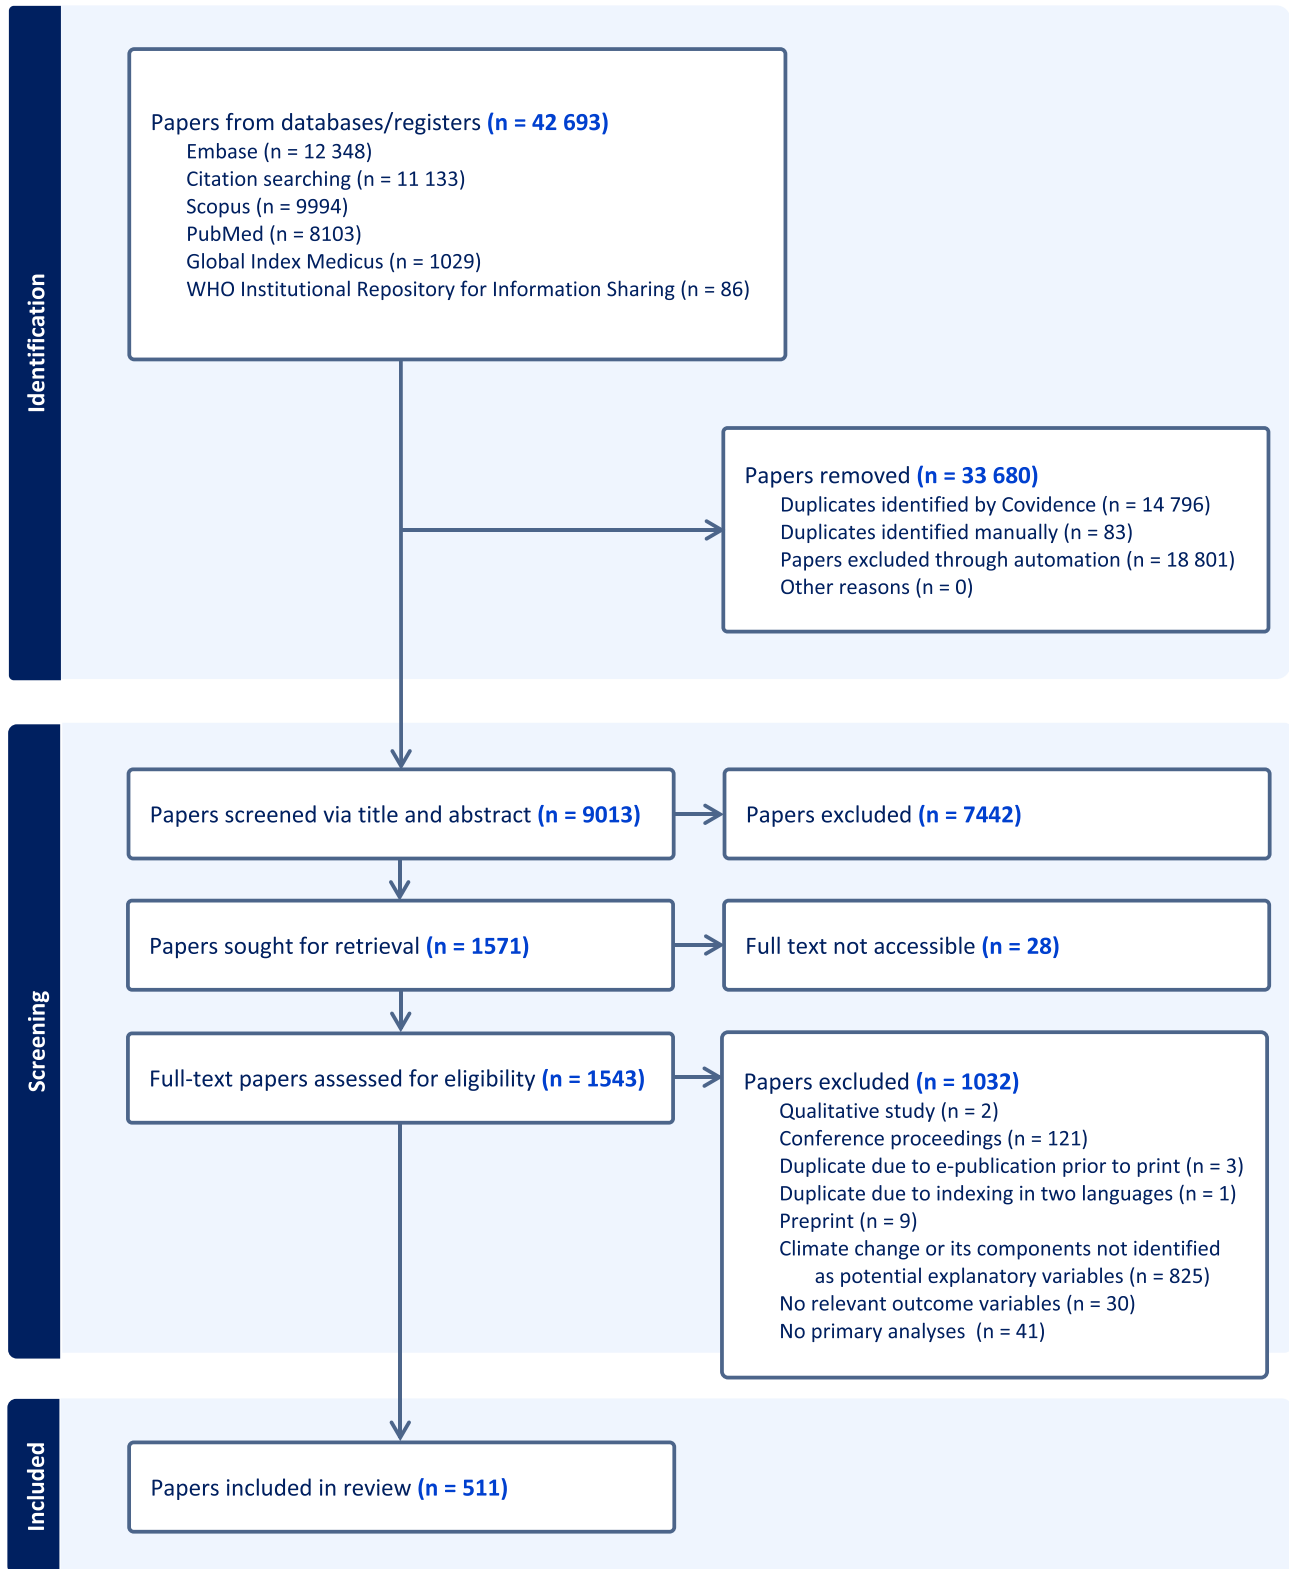 Identification
Papers from databases/registers (n = 42 693)
Embase (n = 12 348)
Citation searching (n = 11 133)
Scopus (n = 9994)
PubMed (n = 8103)
Global Index Medicus (n = 1029)
WHO Institutional Repository for Information Sharing (n = 86)
Papers removed (n = 33 680)
Duplicates identified by Covidence (n = 14 796)
Duplicates identified manually (n = 83)
Papers excluded through automation (n = 18 801)
Other reasons (n = 0)
Screening
Papers screened via title and abstract (n = 9013)
Papers excluded (n = 7442)
Papers sought for retrieval (n = 1571)
Full text not accessible (n = 28)
Full-text papers assessed for eligibility (n = 1543)
Papers excluded (n = 1032)
Qualitative study (n = 2)
Conference proceedings (n = 121)
Duplicate due to e-publication prior to print (n = 3)
Duplicate due to indexing in two languages (n = 1)
Preprint (n = 9)
Climate change or its components not identified
as potential explanatory variables (n = 825)
No relevant outcome variables (n = 30)
No primary analyses (n = 41)
Included
Papers included in review (n = 511)